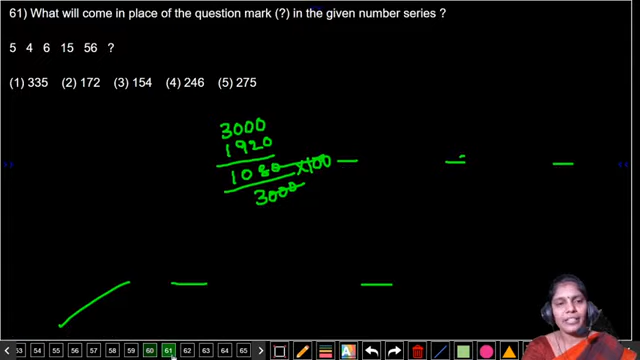 61) What will come in place of the question mark (?) in the given number series ?
5 4 6 15 56 ?
(1) 335 (2) 172 (3) 154 (4) 246 (5) 275
3000
1920
1080 ×100
3000
53 54 55 56 57 58 59 60 61 62 63 64 65